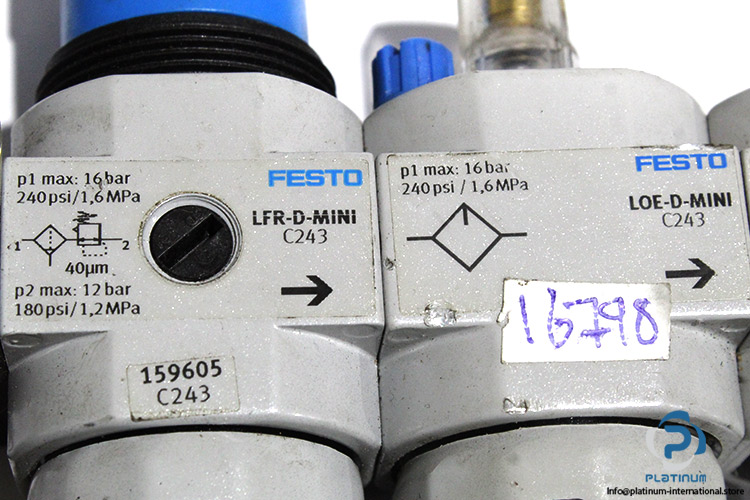 p1 max: 16 bar
240 psi/1,6 MPa
FESTO
LFR-D-MINI
C243
1
2
40µm
p2 max: 12 bar
180 psi/1,2 MPa
159605
C243
p1 max: 16 bar
240 psi / 1,6 MPa
FESTO
LOE-D-MINI
C243
16798
PLATINUM
Info@platinum-international.store